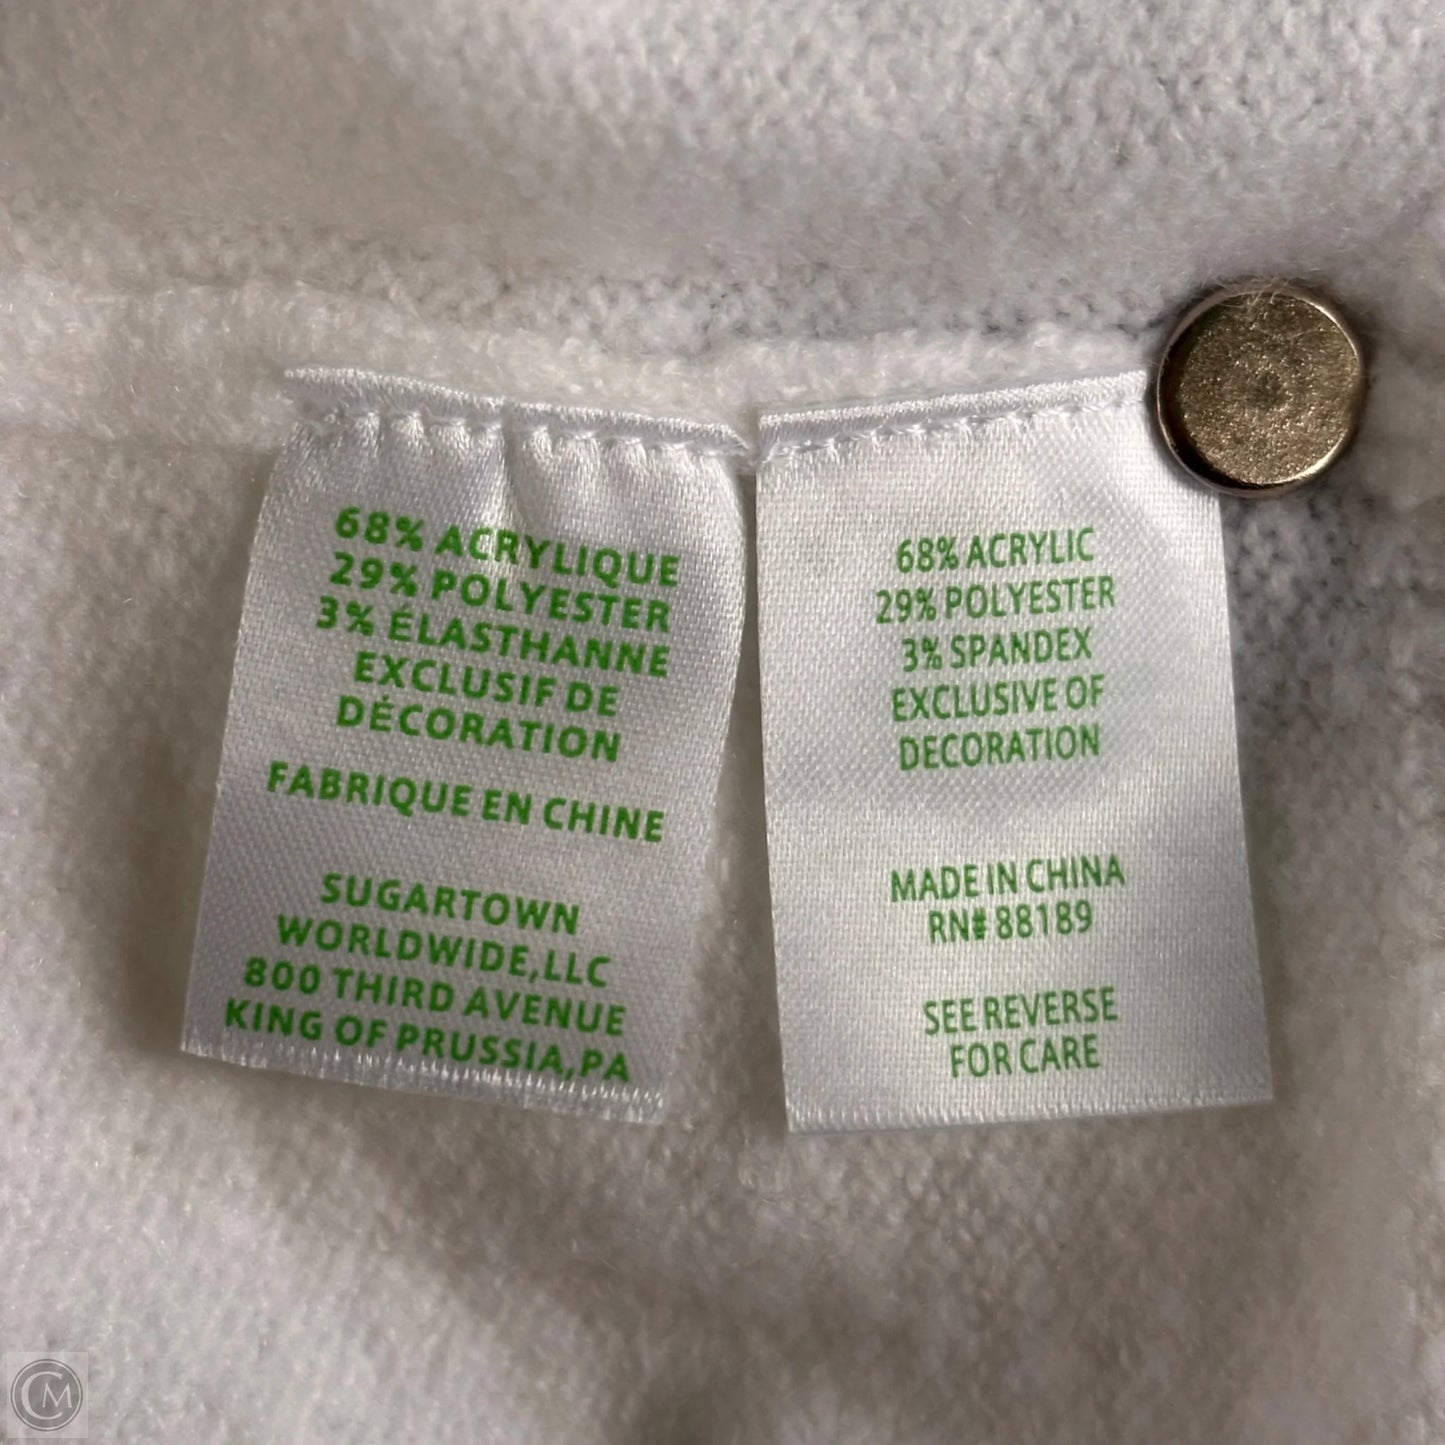 68% ACRYLIQUE
29% POLYESTER
3% ÉLASTHANNE
EXCLUSIF DE
DÉCORATION
FABRIQUE EN CHINE
SUGARTOWN
WORLDWIDE,LLC
800 THIRD AVENUE
KING OF PRUSSIA,PA
68% ACRYLIC
29% POLYESTER
3% SPANDEX
EXCLUSIVE OF
DECORATION
MADE IN CHINA
RN# 88189
SEE REVERSE
FOR CARE
CM